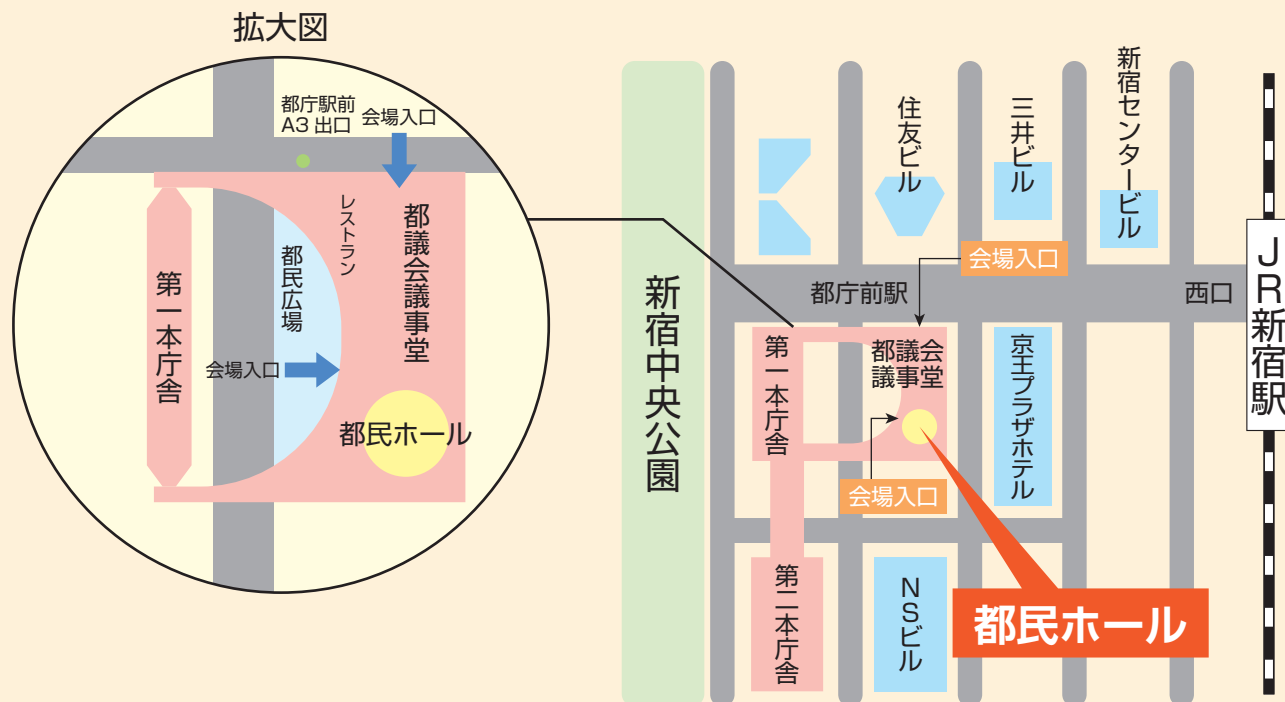 拡大図
都庁駅前
A3 出口
会場入口
レストラン
都議会議事堂
都民広場
第一本庁舎
会場入口
都民ホール
新宿中央公園
住友ビル
三井ビル
新宿センタービル
会場入口
都庁前駅
西口
JR新宿駅
第一本庁舎
都議会
議事堂
京王プラザホテル
会場入口
第二本庁舎
NSビル
都民ホール